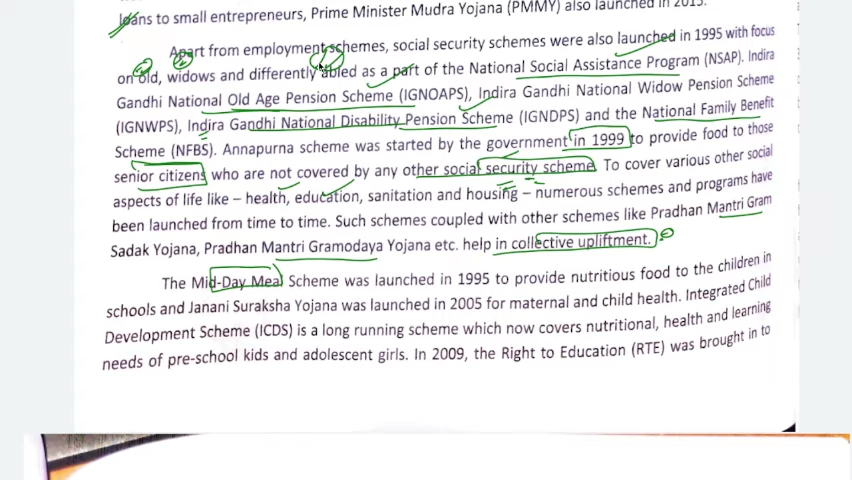 loans to small entrepreneurs, Prime Minister Mudra Yojana (PMMY) also launched in 2015.
Apart from employment schemes, social security schemes were also launched in 1995 with focus
on old, widows and differently abled as a part of the National Social Assistance Program (NSAP). Indira
Gandhi National Old Age Pension Scheme (IGNOAPS), Indira Gandhi National Widow Pension Scheme
(IGNWPS), Indira Gandhi National Disability Pension Scheme (IGNDPS) and the National Family Benefit
Scheme (NFBS). Annapurna scheme was started by the government in 1999 to provide food to those
senior citizens who are not covered by any other social security scheme. To cover various other social
aspects of life like – health, education, sanitation and housing – numerous schemes and programs have
been launched from time to time. Such schemes coupled with other schemes like Pradhan Mantri Gram
Sadak Yojana, Pradhan Mantri Gramodaya Yojana etc. help in collective upliftment.
The Mid-Day Meal Scheme was launched in 1995 to provide nutritious food to the children in
schools and Janani Suraksha Yojana was launched in 2005 for maternal and child health. Integrated Child
Development Scheme (ICDS) is a long running scheme which now covers nutritional, health and learning
needs of pre-school kids and adolescent girls. In 2009, the Right to Education (RTE) was brought in to